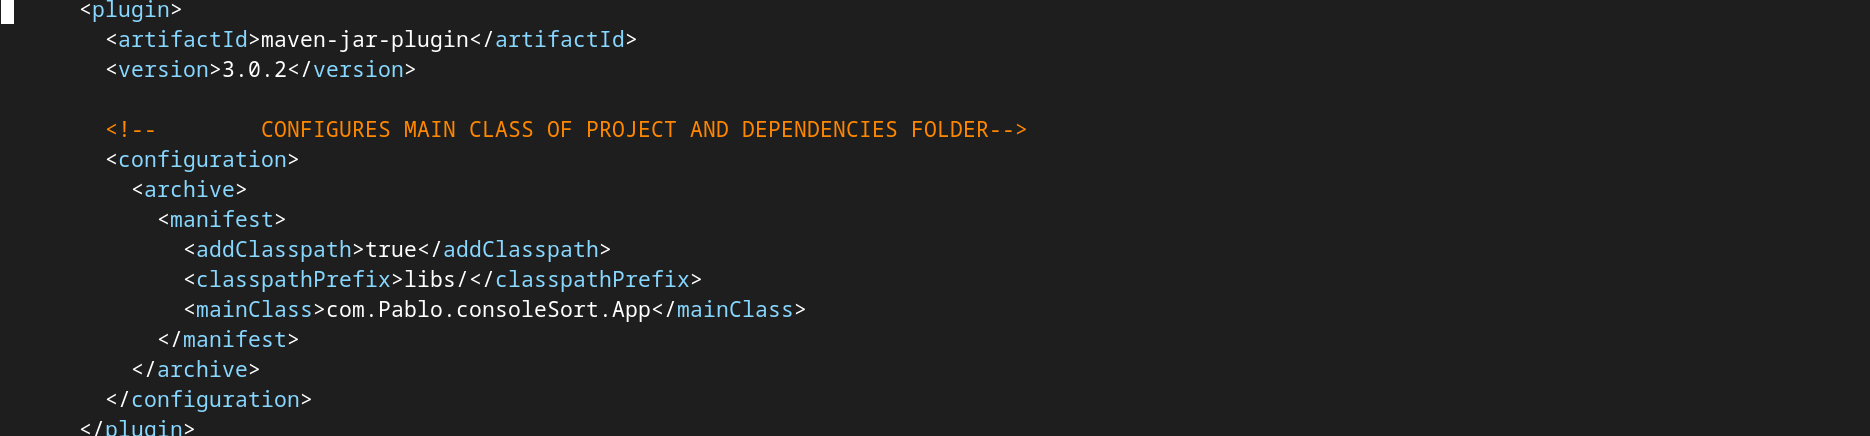 <plugin>
<artifactId>maven-jar-plugin</artifactId>
<version>3.0.2</version>
<!--        CONFIGURES MAIN CLASS OF PROJECT AND DEPENDENCIES FOLDER-->
<configuration>
<archive>
<manifest>
<addClasspath>true</addClasspath>
<classpathPrefix>libs/</classpathPrefix>
<mainClass>com.Pablo.consoleSort.App</mainClass>
</manifest>
</archive>
</configuration>
</plugin>